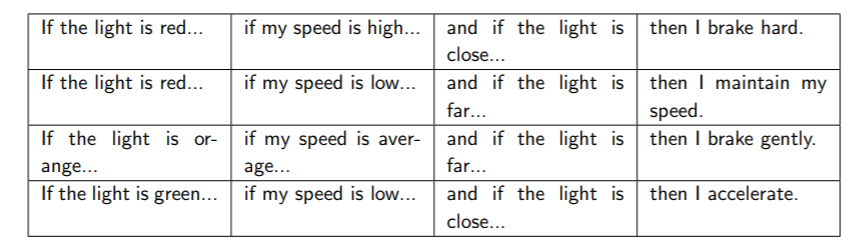 If the light is red... if my speed is high... and if the light is close... then I brake hard.
If the light is red... if my speed is low... and if the light is far... then I maintain my speed.
If the light is or-ange... if my speed is aver-age... and if the light is far... then I brake gently.
If the light is green... if my speed is low... and if the light is close... then I accelerate.